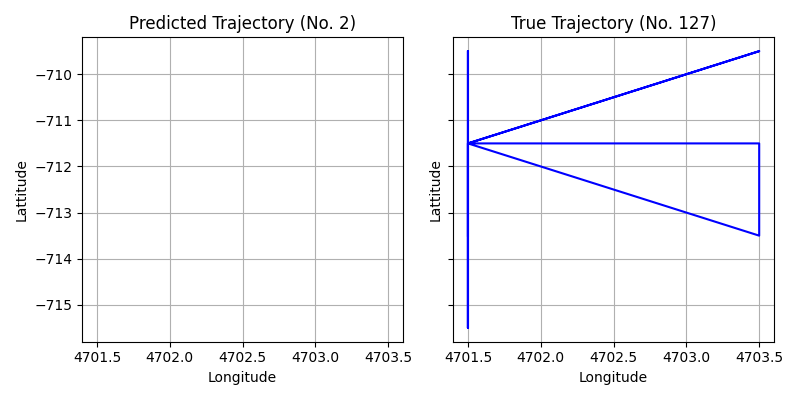 Predicted Trajectory (No. 2)
True Trajectory (No. 127)
Lattitude
−710
−711
−712
−713
−714
−715
4701.5 4702.0 4702.5 4703.0 4703.5
Longitude
Lattitude
4701.5 4702.0 4702.5 4703.0 4703.5
Longitude